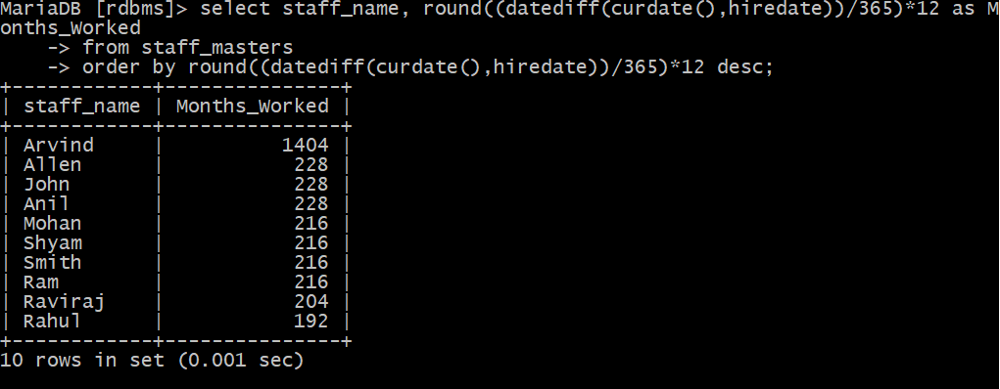 MariaDB [rdbms]> select staff_name, round((datediff(curdate(),hiredate))/365)*12 as M
onths_Worked
    -> from staff_masters
    -> order by round((datediff(curdate(),hiredate))/365)*12 desc;
+------------+---------------+
| staff_name | Months_Worked |
+------------+---------------+
| Arvind     |          1404 |
| Allen      |           228 |
| John       |           228 |
| Anil       |           228 |
| Mohan      |           216 |
| Shyam      |           216 |
| Smith      |           216 |
| Ram        |           216 |
| Raviraj    |           204 |
| Rahul      |           192 |
+------------+---------------+
10 rows in set (0.001 sec)